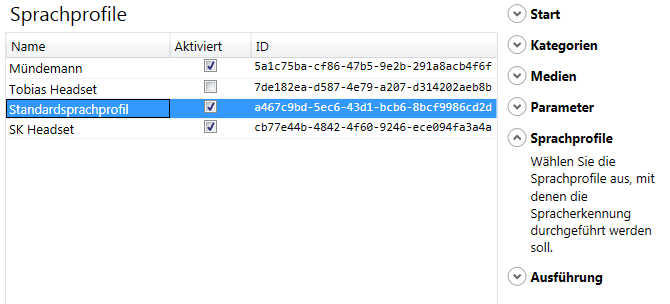 Sprachprofile
Name Aktiviert ID
Mündemann 5a1c75ba-cf86-47b5-9e2b-291a8acb4f6f
Tobias Headset 7de182ea-d587-4e79-a207-d314202aeb8b
Standardsprachprofil a467c9bd-5ec6-43d1-bcb6-8bcf9986cd2d
SK Headset cb77e44b-4842-4f60-9246-ece094fa3a4a
Start
Kategorien
Medien
Parameter
Sprachprofile
Wählen Sie die
Sprachprofile aus, mit
denen die
Spracherkennung
durchgeführt werden
soll.
Ausführung